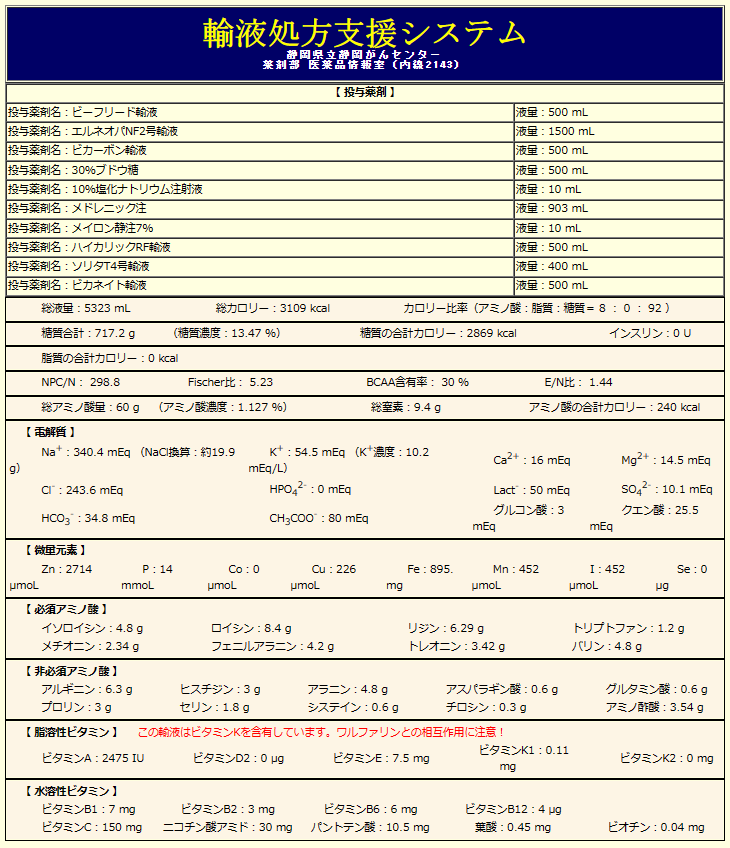 輸液処方支援システム
静岡県立静岡がんセンター
薬剤部 医薬品情報室（内線2143）
【 投与薬剤 】
投与薬剤名：ビーフリード輸液 液量：500 mL
投与薬剤名：エルネオパNF2号輸液 液量：1500 mL
投与薬剤名：ビカーボン輸液 液量：500 mL
投与薬剤名：30%ブドウ糖 液量：500 mL
投与薬剤名：10%塩化ナトリウム注射液 液量：10 mL
投与薬剤名：メドレニック注 液量：903 mL
投与薬剤名：メイロン静注7% 液量：10 mL
投与薬剤名：ハイカリックRF輸液 液量：500 mL
投与薬剤名：ソリタT4号輸液 液量：400 mL
投与薬剤名：ビカネイト輸液 液量：500 mL
総液量：5323 mL 総カロリー：3109 kcal カロリー比率（アミノ酸：脂質：糖質＝ 8 ： 0 ： 92 ）
糖質合計：717.2 g （糖質濃度：13.47 %） 糖質の合計カロリー：2869 kcal インスリン：0 U
脂質の合計カロリー：0 kcal
NPC/N： 298.8 Fischer比： 5.23 BCAA含有率： 30 % E/N比： 1.44
総アミノ酸量：60 g （アミノ酸濃度：1.127 %） 総窒素：9.4 g アミノ酸の合計カロリー：240 kcal
【 電解質 】
Na+：340.4 mEq （NaCl換算：約19.9 g） K+：54.5 mEq （K+濃度：10.2 mEq/L） Ca2+：16 mEq Mg2+：14.5 mEq
Cl-：243.6 mEq HPO42-：0 mEq Lact-：50 mEq SO42-：10.1 mEq
HCO3-：34.8 mEq CH3COO-：80 mEq グルコン酸：3 mEq クエン酸：25.5 mEq
【 微量元素 】
Zn：2714 μmoL P：14 mmoL Co：0 μmoL Cu：226 μmoL Fe：895. mg Mn：452 μmoL I：452 μmoL Se：0 μg
【 必須アミノ酸 】
イソロイシン：4.8 g ロイシン：8.4 g リジン：6.29 g トリプトファン：1.2 g
メチオニン：2.34 g フェニルアラニン：4.2 g トレオニン：3.42 g バリン：4.8 g
【 非必須アミノ酸 】
アルギニン：6.3 g ヒスチジン：3 g アラニン：4.8 g アスパラギン酸：0.6 g グルタミン酸：0.6 g
プロリン：3 g セリン：1.8 g システイン：0.6 g チロシン：0.3 g アミノ酢酸：3.54 g
【 脂溶性ビタミン 】 この輸液はビタミンKを含有しています。ワルファリンとの相互作用に注意！
ビタミンA：2475 IU ビタミンD2：0 μg ビタミンE：7.5 mg ビタミンK1：0.11 mg ビタミンK2：0 mg
【 水溶性ビタミン 】
ビタミンB1：7 mg ビタミンB2：3 mg ビタミンB6：6 mg ビタミンB12：4 μg
ビタミンC：150 mg ニコチン酸アミド：30 mg パントテン酸：10.5 mg 葉酸：0.45 mg ビオチン：0.04 mg